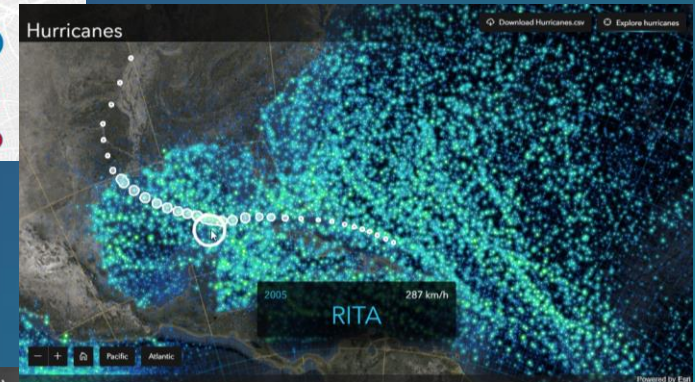 Hurricanes
Download Hurricanes.csv
Explore hurricanes
2005
287 km/h
RITA
− +
Pacific
Atlantic
Powered by Esri